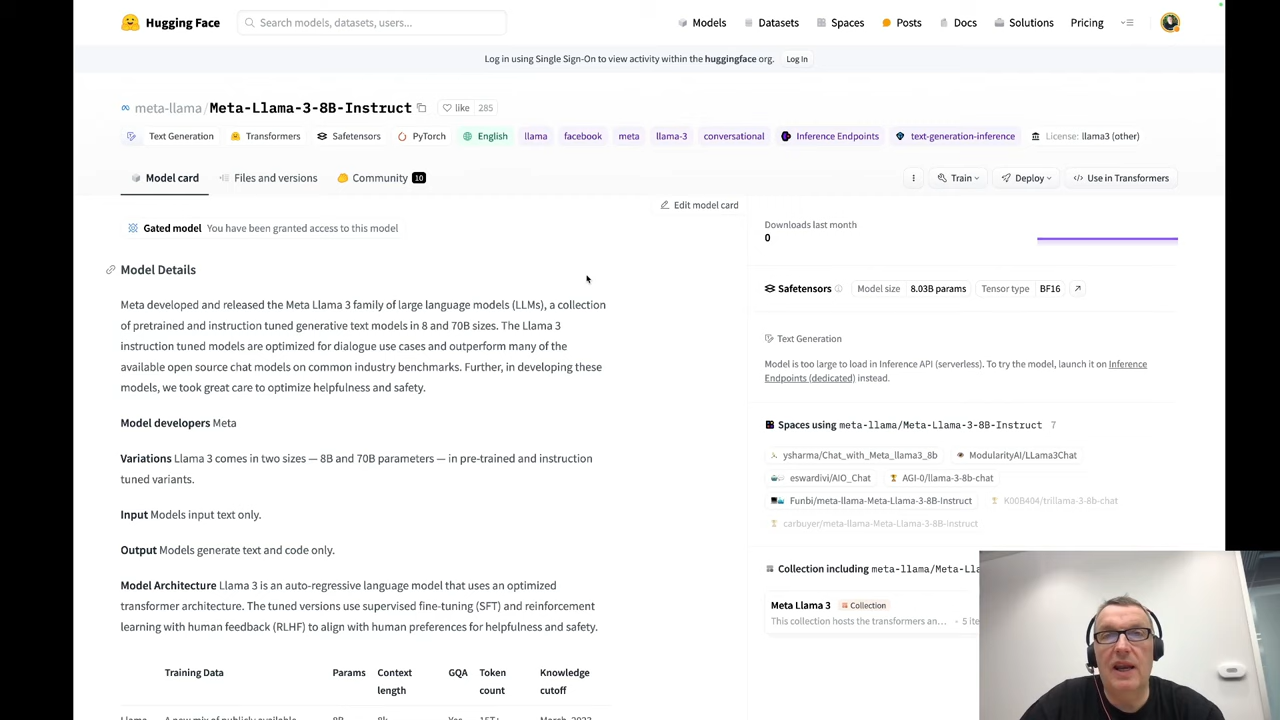 Hugging Face
Search models, datasets, users...
Models
Datasets
Spaces
Posts
Docs
Solutions
Pricing
Log in using Single Sign-On to view activity within the huggingface org.
Log In
meta-llama/Meta-Llama-3-8B-Instruct
like 285
Text Generation
Transformers
Safetensors
PyTorch
English
llama
facebook
meta
llama-3
conversational
Inference Endpoints
text-generation-inference
License: llama3 (other)
Model card
Files and versions
Community 10
Train
Deploy
Use in Transformers
Edit model card
Gated model You have been granted access to this model
Model Details
Meta developed and released the Meta Llama 3 family of large language models (LLMs), a collection
of pretrained and instruction tuned generative text models in 8 and 70B sizes. The Llama 3
instruction tuned models are optimized for dialogue use cases and outperform many of the
available open source chat models on common industry benchmarks. Further, in developing these
models, we took great care to optimize helpfulness and safety.
Model developers Meta
Variations Llama 3 comes in two sizes — 8B and 70B parameters — in pre-trained and instruction
tuned variants.
Input Models input text only.
Output Models generate text and code only.
Model Architecture Llama 3 is an auto-regressive language model that uses an optimized
transformer architecture. The tuned versions use supervised fine-tuning (SFT) and reinforcement
learning with human feedback (RLHF) to align with human preferences for helpfulness and safety.
Training Data
Params
Context
length
GQA
Token
count
Knowledge
cutoff
Downloads last month
0
Safetensors
Model size 8.03B params
Tensor type BF16
Text Generation
Model is too large to load in Inference API (serverless). To try the model, launch it on Inference
Endpoints (dedicated) instead.
Spaces using meta-llama/Meta-Llama-3-8B-Instruct 7
ysharma/Chat_with_Meta_llama3_8b
ModularityAI/LLama3Chat
eswardivi/AIO_Chat
AGI-0/llama-3-8b-chat
Funbi/meta-llama-Meta-Llama-3-8B-Instruct
K00B404/trillama-3-8b-chat
carbuyer/meta-llama-Meta-Llama-3-8B-Instruct
Collection including meta-llama/Meta-Lla
Meta Llama 3
Collection
This collection hosts the transformers an... - 5 ite